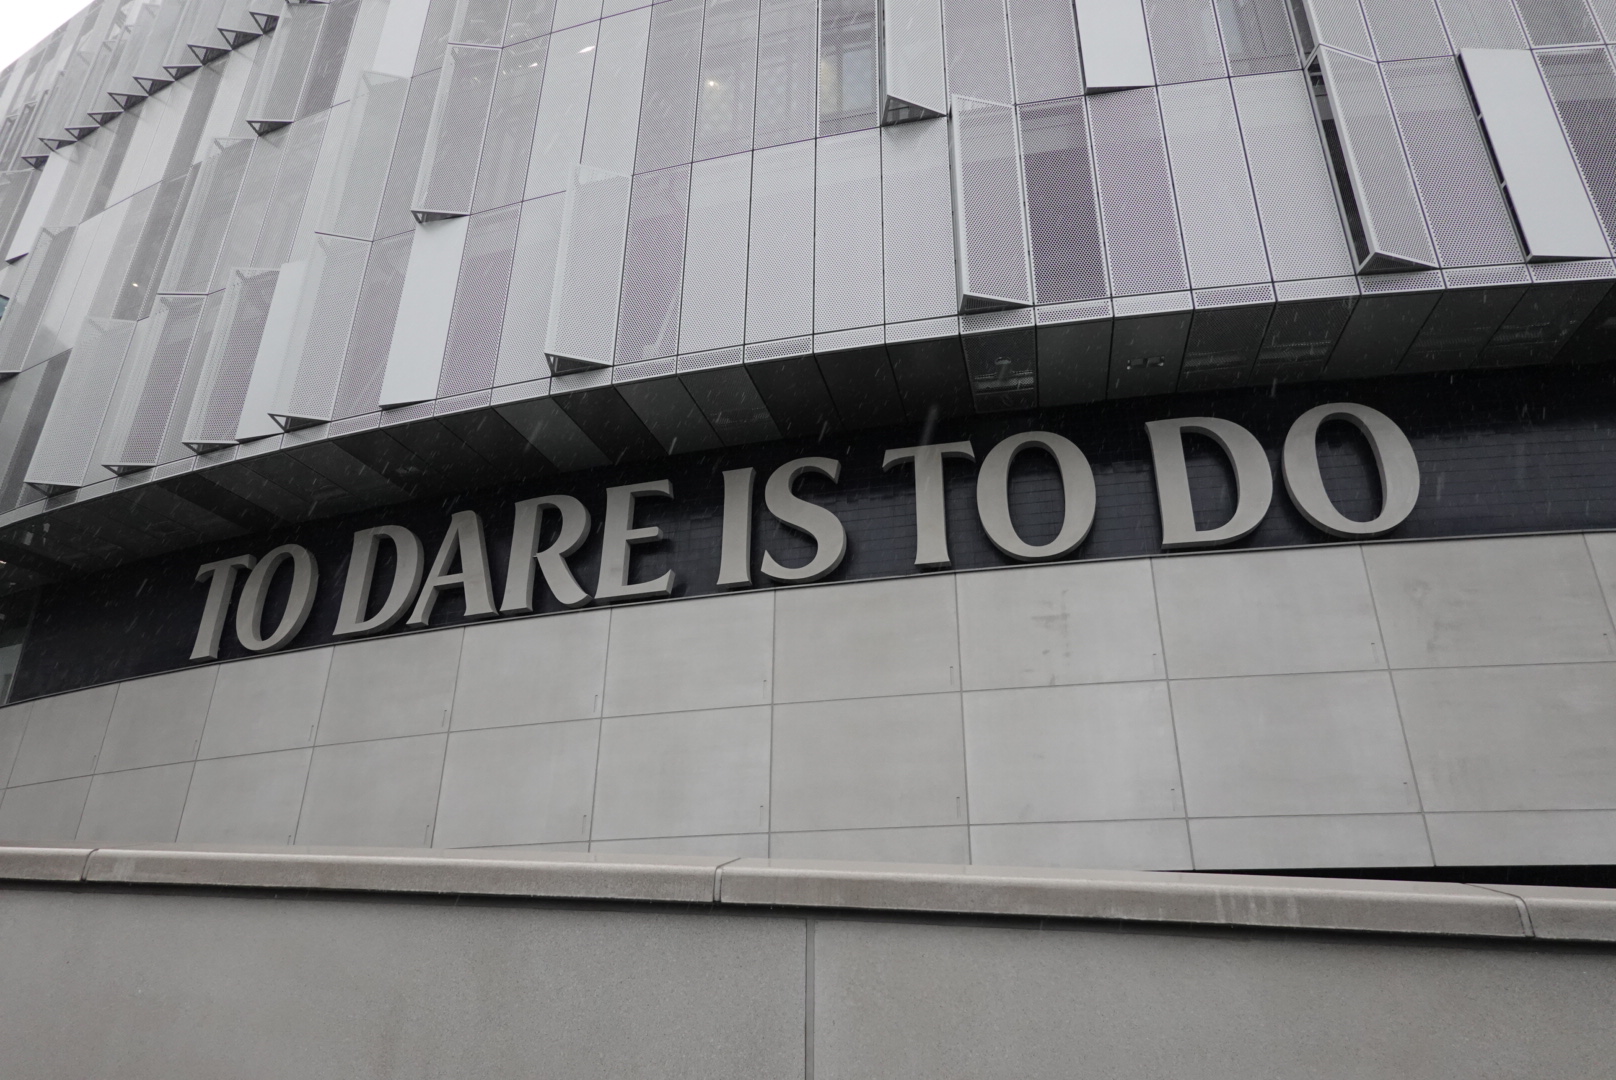 TO DARE IS TO DO